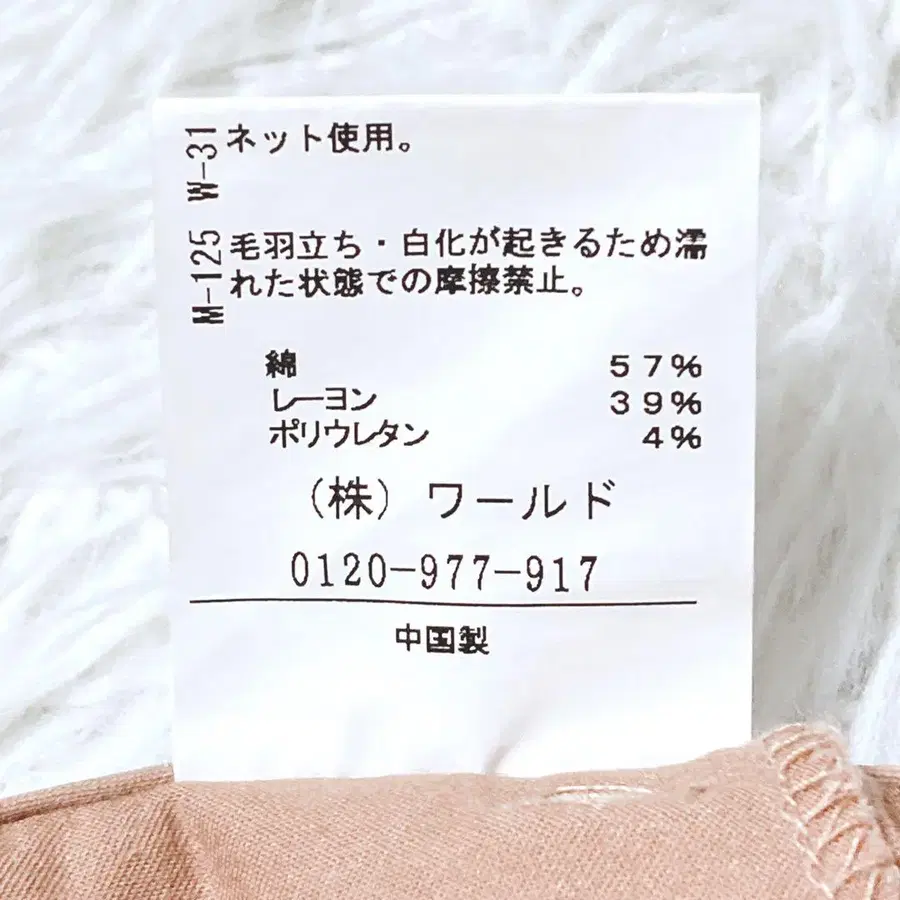 W-31
ネット使用。
M-125
毛羽立ち・白化が起きるため濡
れた状態での摩擦禁止。
綿 57%
レーヨン 39%
ポリウレタン 4%
(株) ワールド
0120-977-917
中国製